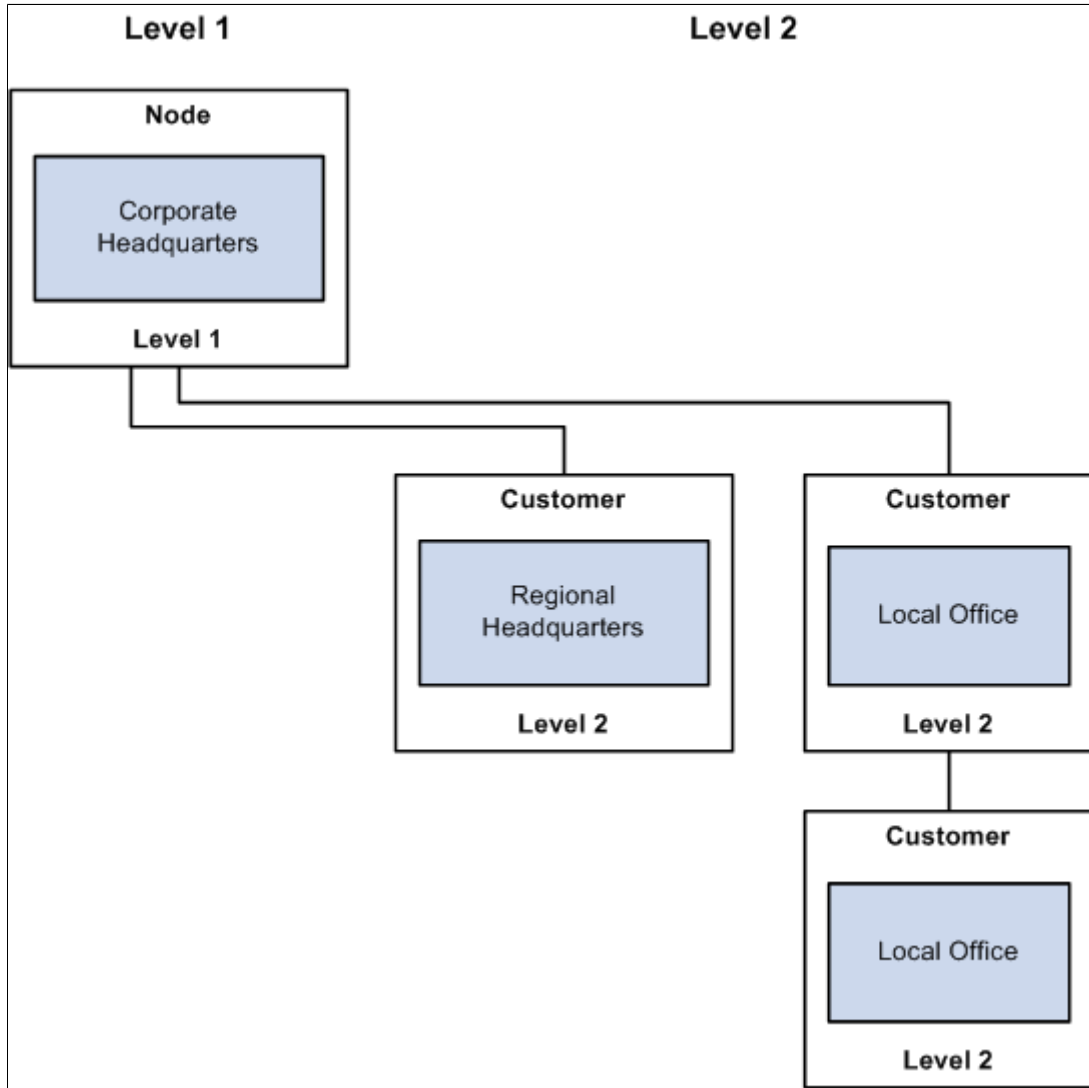 Level 1
Level 2
Node
Corporate
Headquarters
Level 1
Customer
Regional
Headquarters
Level 2
Customer
Local Office
Level 2
Customer
Local Office
Level 2